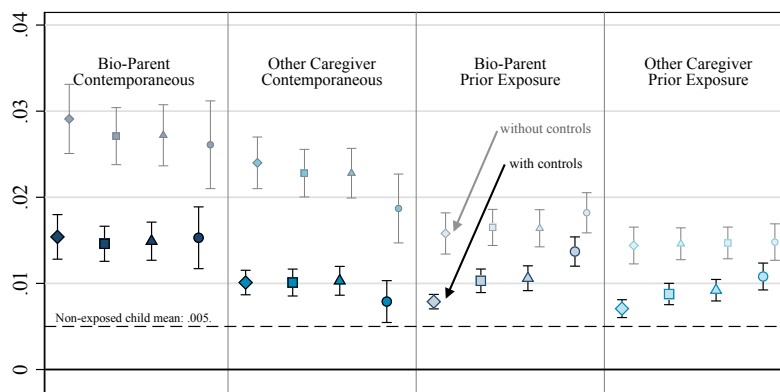 .04
Bio-Parent
Contemporaneous
Other Caregiver
Contemporaneous
Bio-Parent
Prior Exposure
Other Caregiver
Prior Exposure
.03
without controls
with controls
.02
.01
Non-exposed child mean: .005.
0